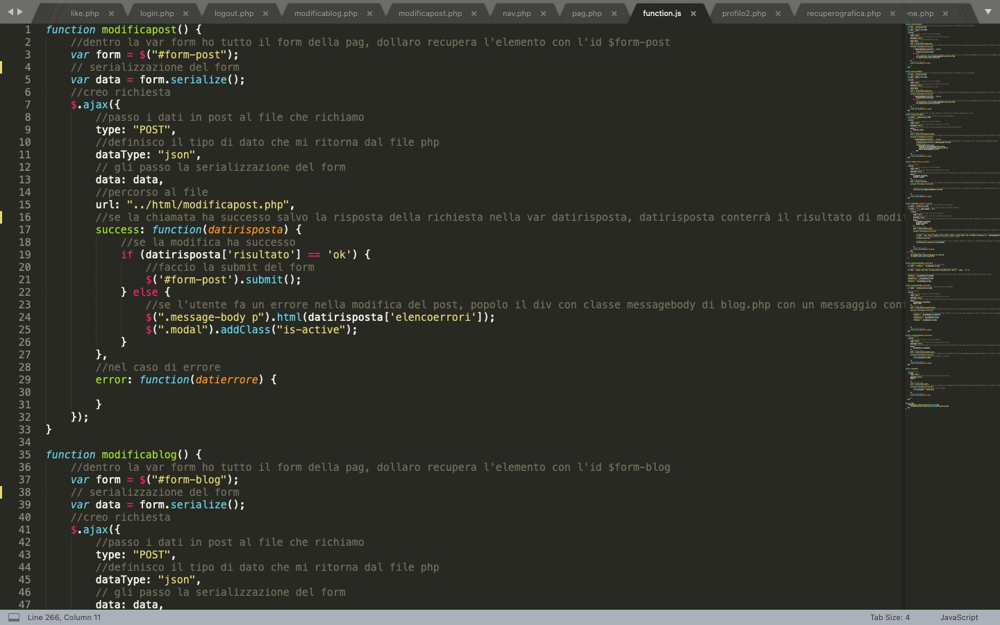 like.php × login.php × logout.php × modificablog.php × modificapost.php × nav.php × pag.php × function.js × profilo2.php × recuperografica.php × ne.php ×
1 function modificapost() {
2 //dentro la var form ho tutto il form della pag, dollaro recupera l'elemento con l'id $form-post
3 var form = $("#form-post");
4 // serializzazione del form
5 var data = form.serialize();
6 //creo richiesta
7 $.ajax({
8 //passo i dati in post al file che richiamo
9 type: "POST",
10 //definisco il tipo di dato che mi ritorna dal file php
11 dataType: "json",
12 // gli passo la serializzazione del form
13 data: data,
14 //percorso al file
15 url: "../html/modificapost.php",
16 //se la chiamata ha successo salvo la risposta della richiesta nella var datirisposta, datirisposta conterrà il risultato di modif
17 success: function(datirisposta) {
18 //se la modifica ha successo
19 if (datirisposta['risultato'] == 'ok') {
20 //faccio la submit del form
21 $('#form-post').submit();
22 } else {
23 //se l'utente fa un errore nella modifica del post, popolo il div con classe messagebody di blog.php con un messaggio cont
24 $(".message-body p").html(datirisposta['elencoerrori']);
25 $(".modal").addClass("is-active");
26 }
27 },
28 //nel caso di errore
29 error: function(datierrore) {
30
31 }
32 });
33 }
34
35 function modificablog() {
36 //dentro la var form ho tutto il form della pag, dollaro recupera l'elemento con l'id $form-blog
37 var form = $("#form-blog");
38 // serializzazione del form
39 var data = form.serialize();
40 //creo richiesta
41 $.ajax({
42 //passo i dati in post al file che richiamo
43 type: "POST",
44 //definisco il tipo di dato che mi ritorna dal file php
45 dataType: "json",
46 // gli passo la serializzazione del form
47 data: data,
Line 266, Column 11 Tab Size: 4 JavaScript